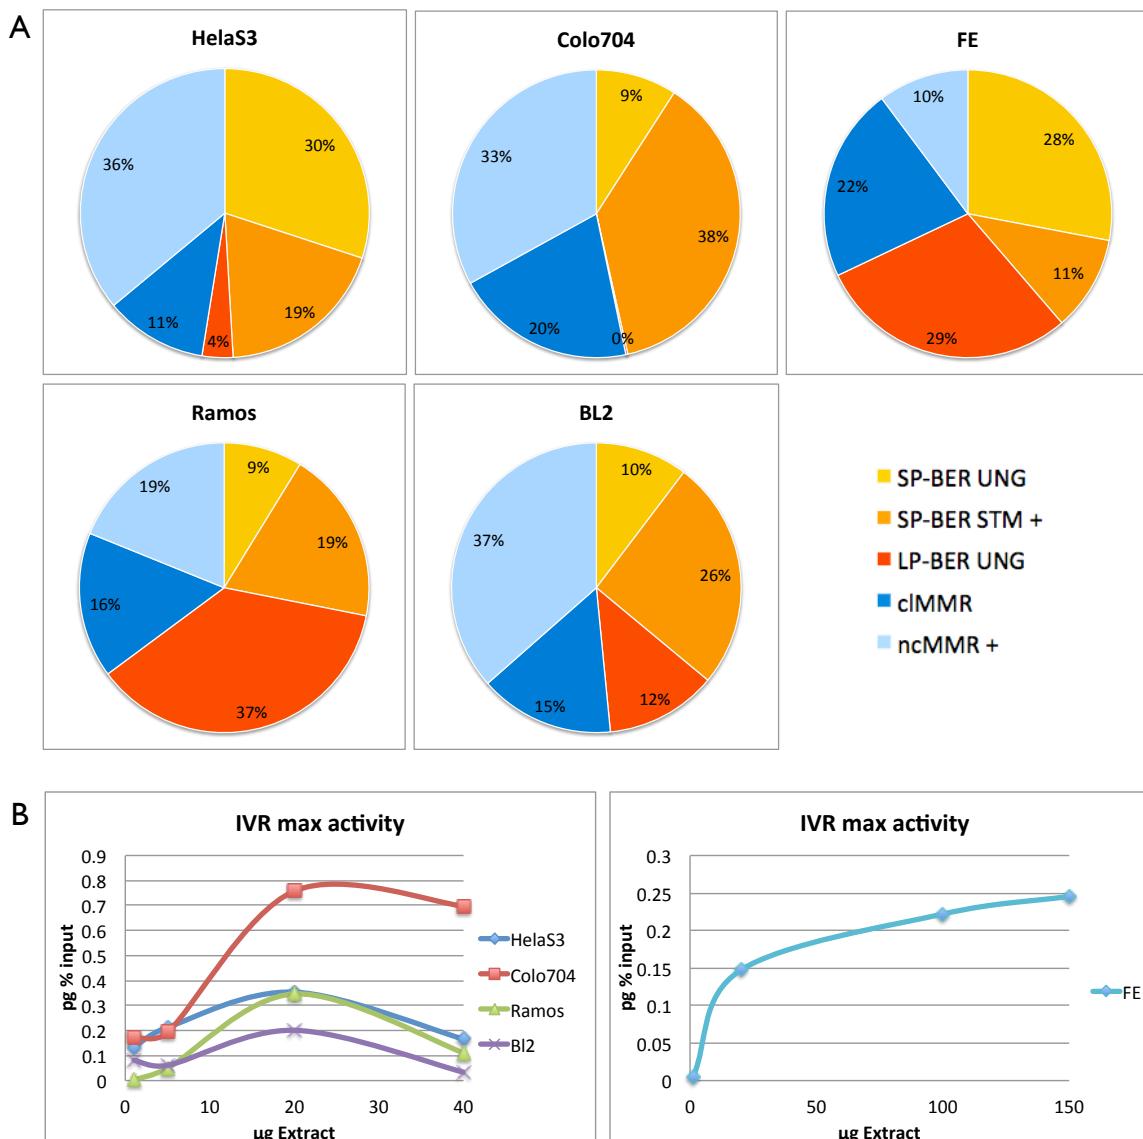 A
HelaS3
30%
19%
4%
11%
36%
Colo704
9%
38%
0%
20%
33%
FE
28%
11%
29%
22%
10%
Ramos
9%
19%
37%
16%
19%
BL2
10%
26%
12%
15%
37%
SP-BER UNG
SP-BER STM +
LP-BER UNG
clMMR
ncMMR +
B
IVR max activity
pg % input
0.9
0.8
0.7
0.6
0.5
0.4
0.3
0.2
0.1
0
0 10 20 30 40
µg Extract
HelaS3
Colo704
Ramos
Bl2
IVR max activity
pg % input
0.3
0.25
0.2
0.15
0.1
0.05
0
0 50 100 150
µg Extract
FE